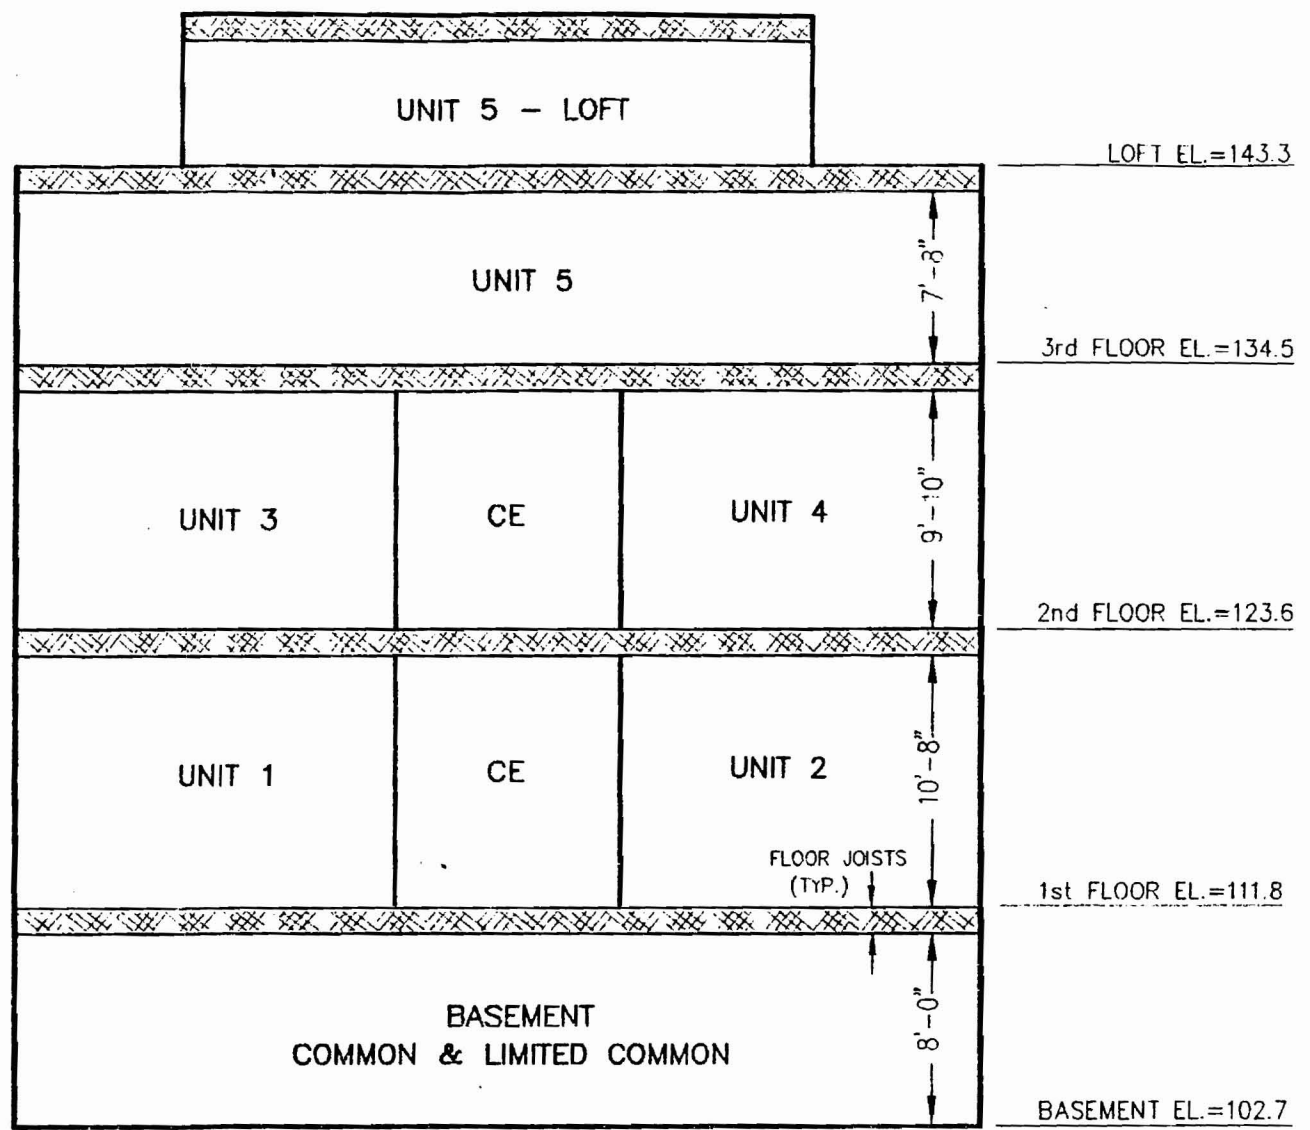 UNIT 5 - LOFT
LOFT EL.=143.3
UNIT 5
7'-8"
3rd FLOOR EL.=134.5
UNIT 3
CE
UNIT 4
9'-10"
2nd FLOOR EL.=123.6
UNIT 1
CE
UNIT 2
10'-8"
FLOOR JOISTS
(TYP.)
1st FLOOR EL.=111.8
BASEMENT
COMMON & LIMITED COMMON
8'-0"
BASEMENT EL.=102.7